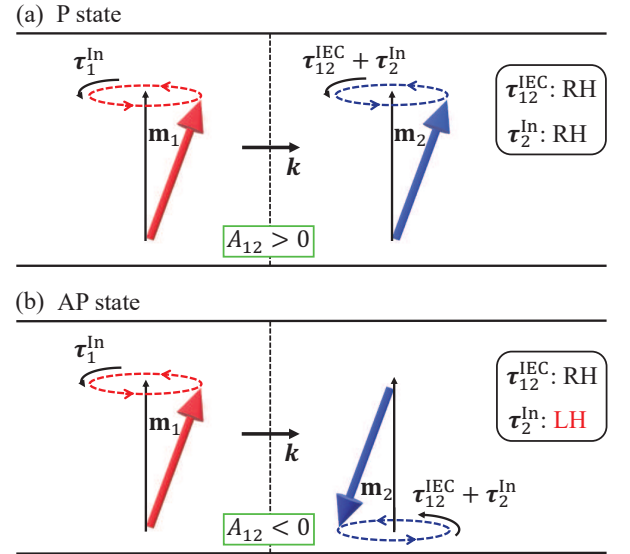 (a) P state
τ₁ᴵⁿ
τ₁₂ᴵᴱᶜ + τ₂ᴵⁿ
τ₁₂ᴵᴱᶜ: RH
τ₂ᴵⁿ: RH
m₁
m₂
k
A₁₂ > 0
(b) AP state
τ₁ᴵⁿ
τ₁₂ᴵᴱᶜ: RH
τ₂ᴵⁿ: LH
m₁
k
m₂
τ₁₂ᴵᴱᶜ + τ₂ᴵⁿ
A₁₂ < 0